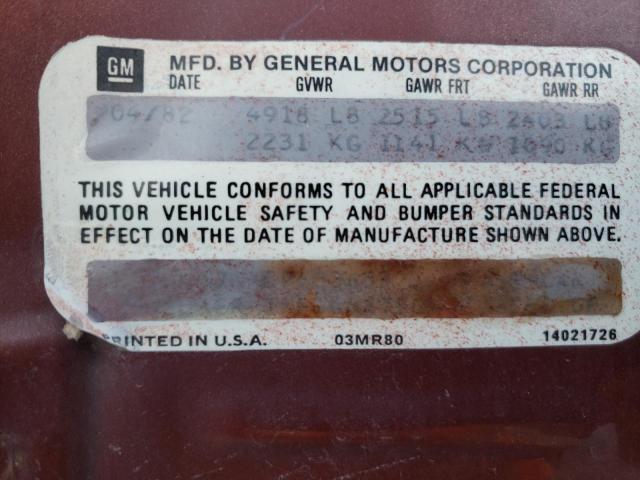 GM MFD. BY GENERAL MOTORS CORPORATION
DATE GVWR GAWR FRT GAWR RR
04/82 4918 LB 2515 LB 2403 LB
2231 KG 1141 KG 1090 KG
THIS VEHICLE CONFORMS TO ALL APPLICABLE FEDERAL
MOTOR VEHICLE SAFETY AND BUMPER STANDARDS IN
EFFECT ON THE DATE OF MANUFACTURE SHOWN ABOVE.
PRINTED IN U.S.A. 03MR80 14021726